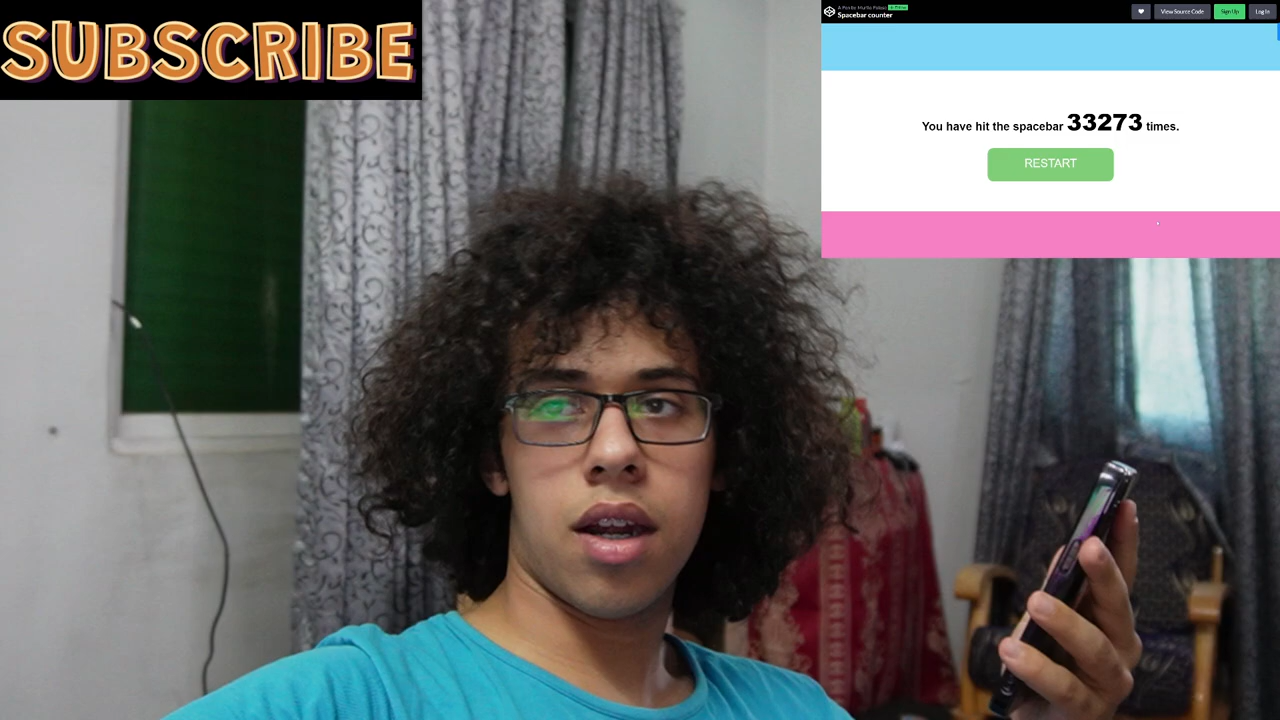 SUBSCRIBE
Spacebar counter
View Source Code
Sign Up
Log In
You have hit the spacebar 33273 times.
RESTART